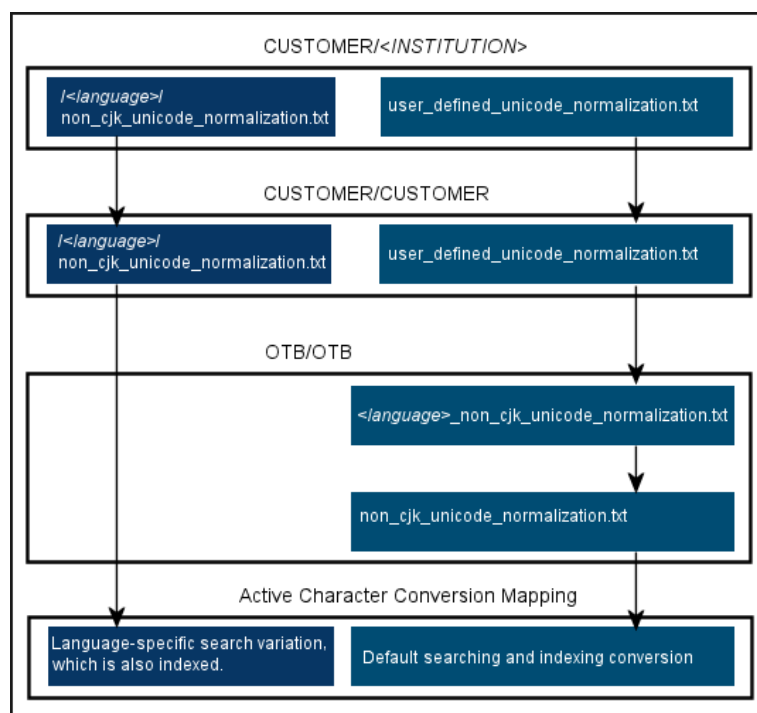 CUSTOMER/<INSTITUTION>
/<language>/
non_cjk_unicode_normalization.txt
user_defined_unicode_normalization.txt
CUSTOMER/CUSTOMER
/<language>/
non_cjk_unicode_normalization.txt
user_defined_unicode_normalization.txt
OTB/OTB
<language>_non_cjk_unicode_normalization.txt
non_cjk_unicode_normalization.txt
Active Character Conversion Mapping
Language-specific search variation,
which is also indexed.
Default searching and indexing conversion